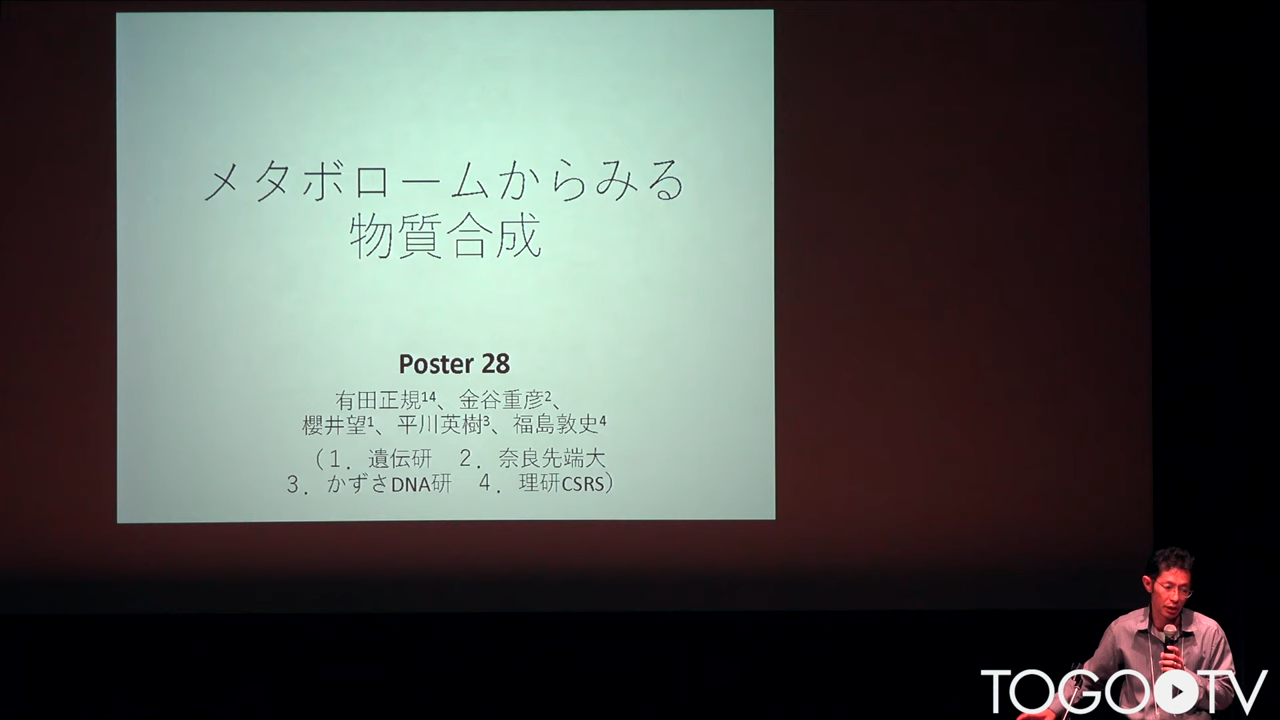 メタボロームからみる
物質合成
Poster 28
有田正規14、金谷重彦2、
櫻井望1、平川英樹3、福島敦史4
（１．遺伝研　２．奈良先端大
３．かずさDNA研　４．理研CSRS）
TOGOTV